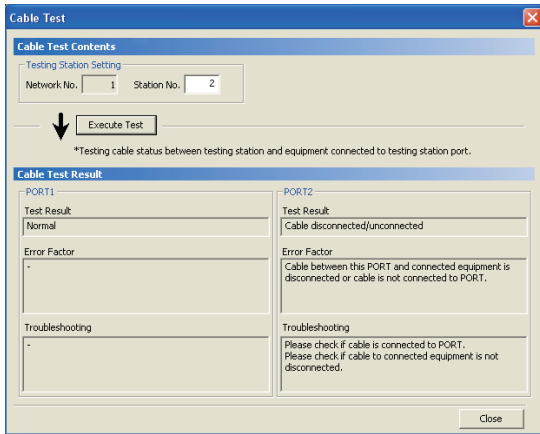 Cable Test
Cable Test Contents
Testing Station Setting
Network No. 1 Station No. 2
Execute Test
*Testing cable status between testing station and equipment connected to testing station port.
Cable Test Result
PORT1
Test Result
Normal
Error Factor
-
Troubleshooting
-
PORT2
Test Result
Cable disconnected/unconnected
Error Factor
Cable between this PORT and connected equipment is
disconnected or cable is not connected to PORT.
Troubleshooting
Please check if cable is connected to PORT.
Please check if cable to connected equipment is not
disconnected.
Close